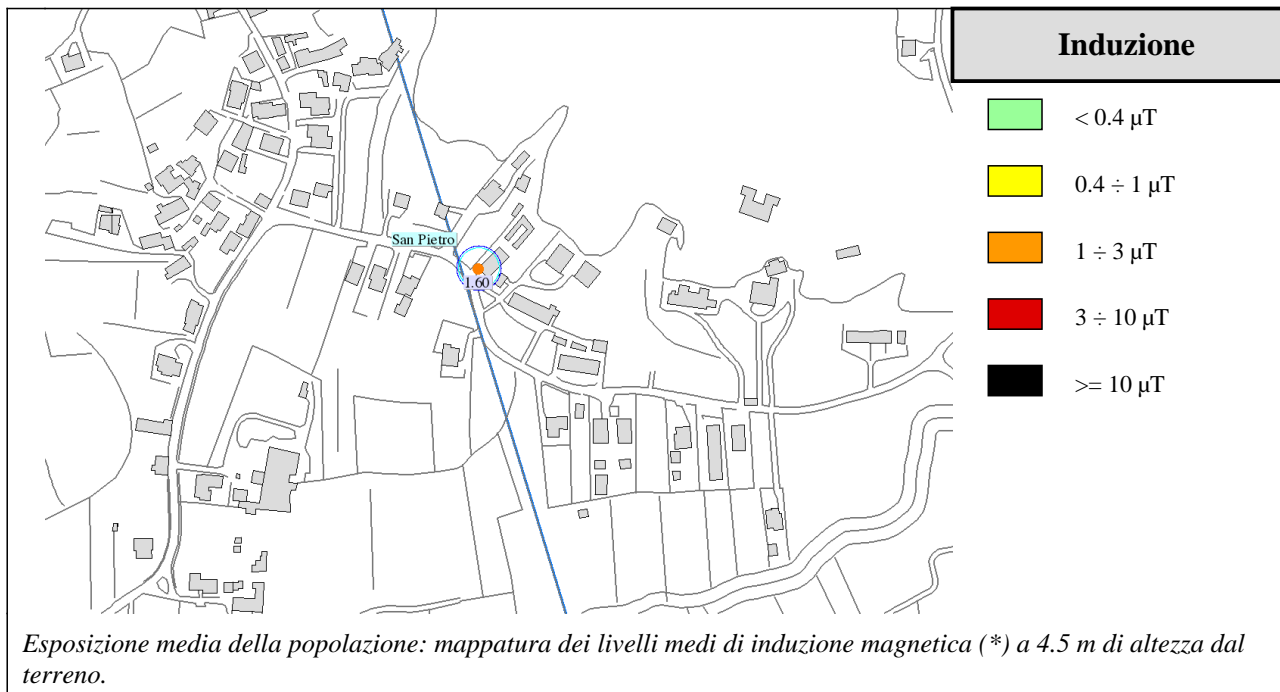 Induzione
< 0.4 µT
0.4 ÷ 1 µT
1 ÷ 3 µT
3 ÷ 10 µT
>= 10 µT
San Pietro
1.60
Esposizione media della popolazione: mappatura dei livelli medi di induzione magnetica (*) a 4.5 m di altezza dal
terreno.